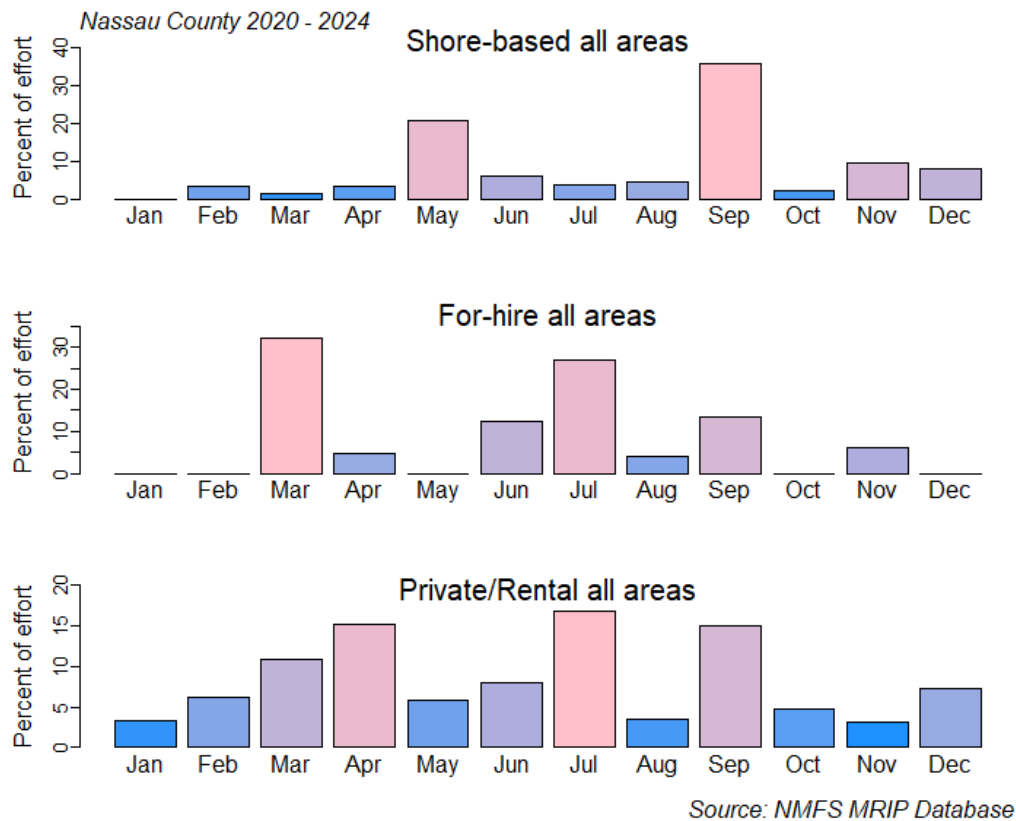 Nassau County 2020 - 2024
Shore-based all areas
Percent of effort
40
30
20
10
0
Jan Feb Mar Apr May Jun Jul Aug Sep Oct Nov Dec
For-hire all areas
Percent of effort
30
20
10
0
Jan Feb Mar Apr May Jun Jul Aug Sep Oct Nov Dec
Private/Rental all areas
Percent of effort
20
15
10
5
0
Jan Feb Mar Apr May Jun Jul Aug Sep Oct Nov Dec
Source: NMFS MRIP Database